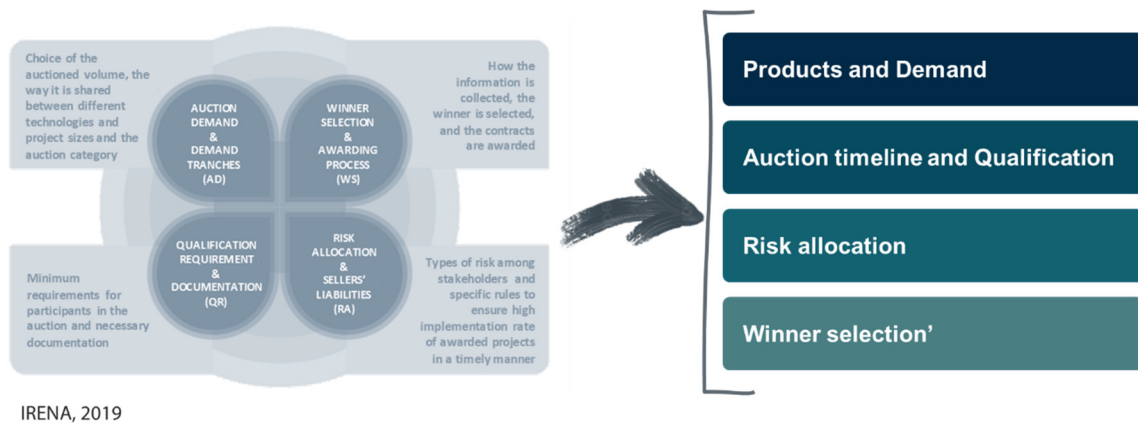 Choice of the
auctioned volume, the
way it is shared
between different
technologies and
project sizes and the
auction category
AUCTION
DEMAND
&
DEMAND
TRANCHES
(AD)
WINNER
SELECTION
&
AWARDING
PROCESS
(WS)
How the
information is
collected, the
winner is selected,
and the contracts
are awarded
Minimum
requirements for
participants in the
auction and necessary
documentation
QUALIFICATION
REQUIREMENT
&
DOCUMENTATION
(QR)
RISK
ALLOCATION
&
SELLERS'
LIABILITIES
(RA)
Types of risk among
stakeholders and
specific rules to
ensure high
implementation rate
of awarded projects
in a timely manner
Products and Demand
Auction timeline and Qualification
Risk allocation
Winner selection’
IRENA, 2019